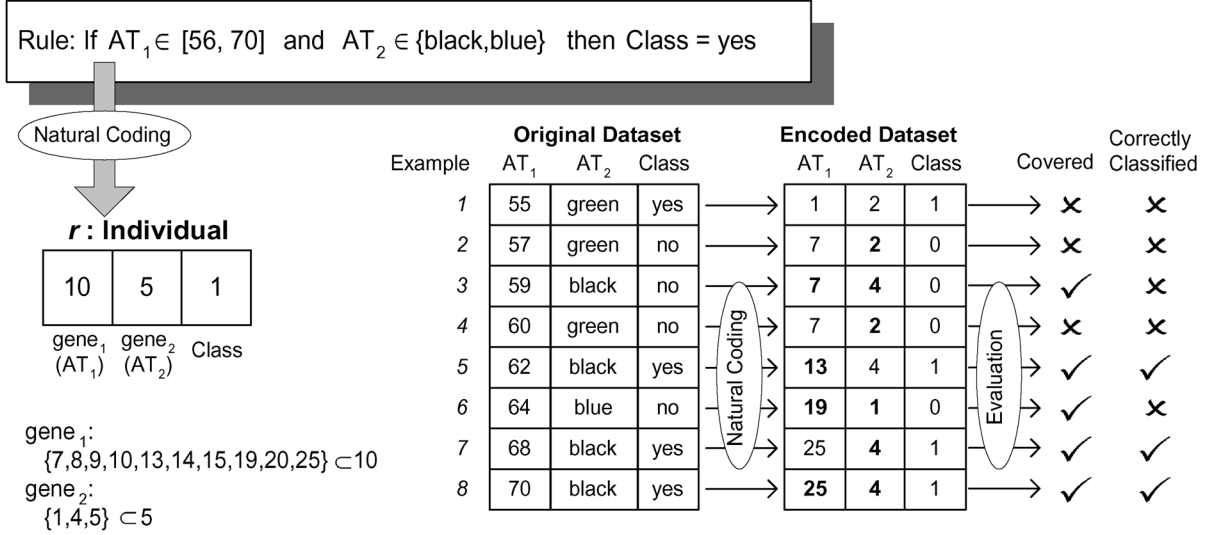 Rule: If AT1 ∈ [56, 70] and AT2 ∈ {black,blue} then Class = yes
Natural Coding
r : Individual
10 5 1
gene1 gene2 Class
(AT1) (AT2)
gene1:
{7,8,9,10,13,14,15,19,20,25} ⊂ 10
gene2:
{1,4,5} ⊂ 5
Original Dataset Encoded Dataset Correctly
Example AT1 AT2 Class AT1 AT2 Class Covered Classified
1 55 green yes 1 2 1 ✗ ✗
2 57 green no 7 2 0 ✗ ✗
3 59 black no 7 4 0 ✓ ✗
4 60 green no 7 2 0 ✗ ✗
5 62 black yes 13 4 1 ✓ ✓
6 64 blue no 19 1 0 ✓ ✗
7 68 black yes 25 4 1 ✓ ✓
8 70 black yes 25 4 1 ✓ ✓
Natural Coding
Evaluation